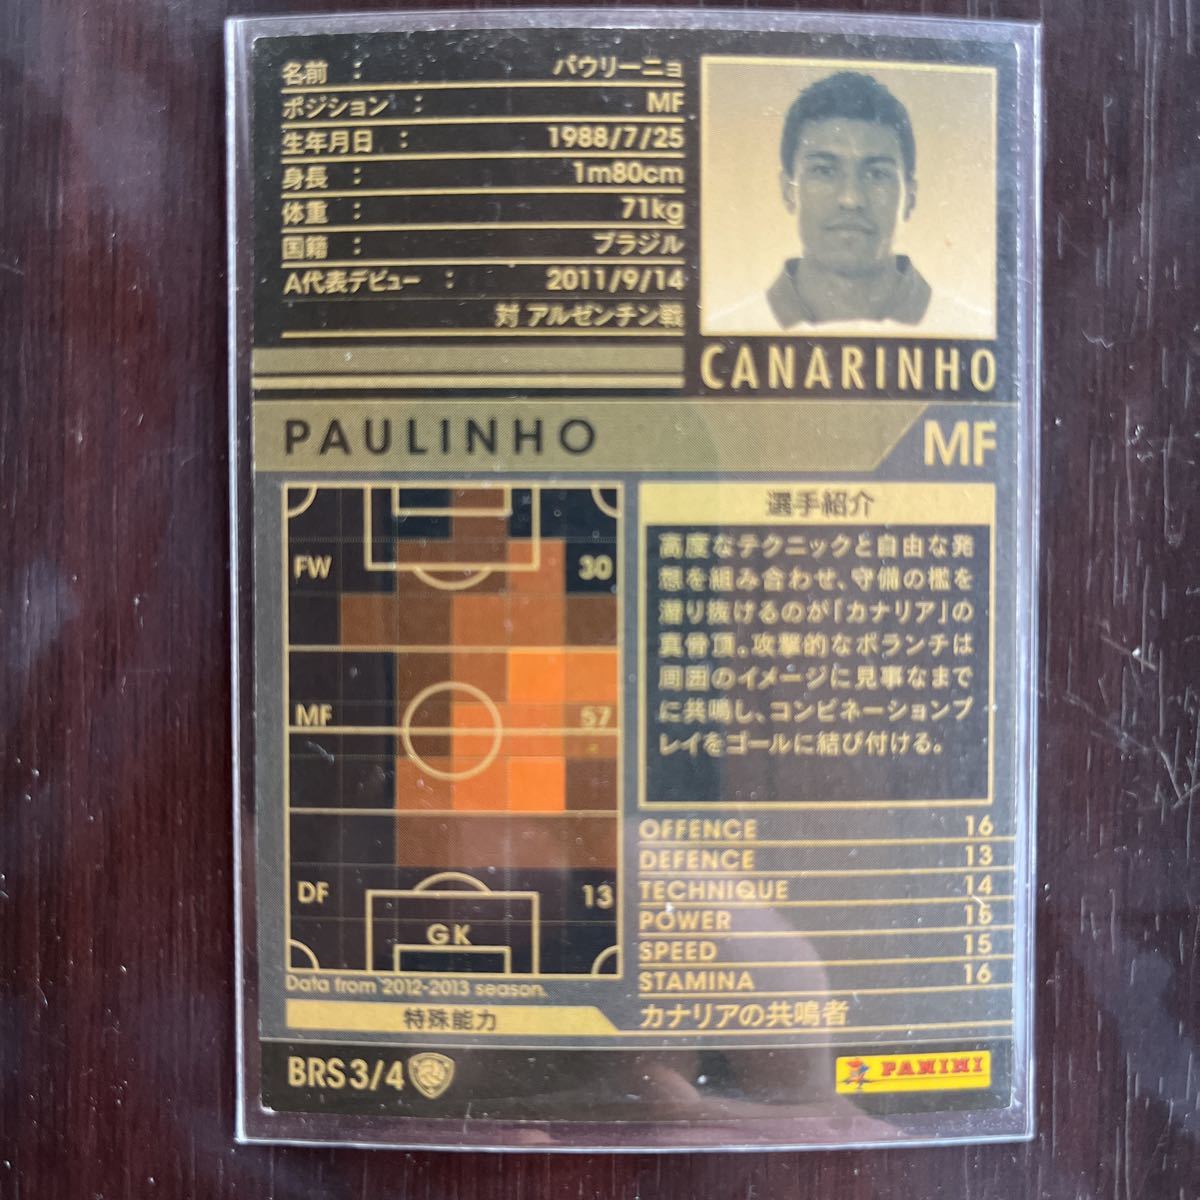 名前 : パウリーニョ
ポジション : MF
生年月日 : 1988/7/25
身長 : 1m80cm
体重 : 71kg
国籍 : ブラジル
A代表デビュー : 2011/9/14
対 アルゼンチン戦
CANARINHO
PAULINHO MF
FW 30
MF 57
DF 13
GK
Data from 2012-2013 season.
選手紹介
高度なテクニックと自由な発
想を組み合わせ、守備の檻を
潜り抜けるのが「カナリア」の
真骨頂。攻撃的なボランチは
周囲のイメージに見事なまで
に共鳴し、コンビネーションプ
レイをゴールに結び付ける。
OFFENCE 16
DEFENCE 13
TECHNIQUE 14
POWER 15
SPEED 15
STAMINA 16
特殊能力 カナリアの共鳴者
BRS 3/4
PANINI